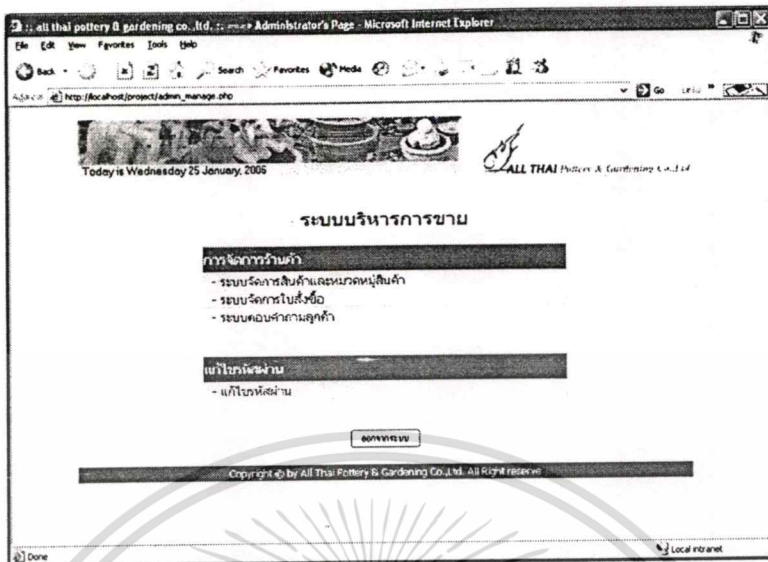 :: all thai pottery & gardening co.,ltd. :: ===> Administrator's Page - Microsoft Internet Explorer
File Edit View Favorites Tools Help
Back Search Favorites Media
Address http://localhost/project/admin_manage.php Go Links »
Today is Wednesday 25 January, 2006
ALL THAI Pottery & Gardening Co.,Ltd
ระบบบริหารการขาย
การจัดการร้านค้า
- ระบบจัดการสินค้าและหมวดหมู่สินค้า
- ระบบจัดการใบสั่งซื้อ
- ระบบตอบคำถามลูกค้า
แก้ไขรหัสผ่าน
- แก้ไขรหัสผ่าน
ออกจากระบบ
Copyright © by All Thai Pottery & Gardening Co.,Ltd. All Right reserve
Done Local intranet